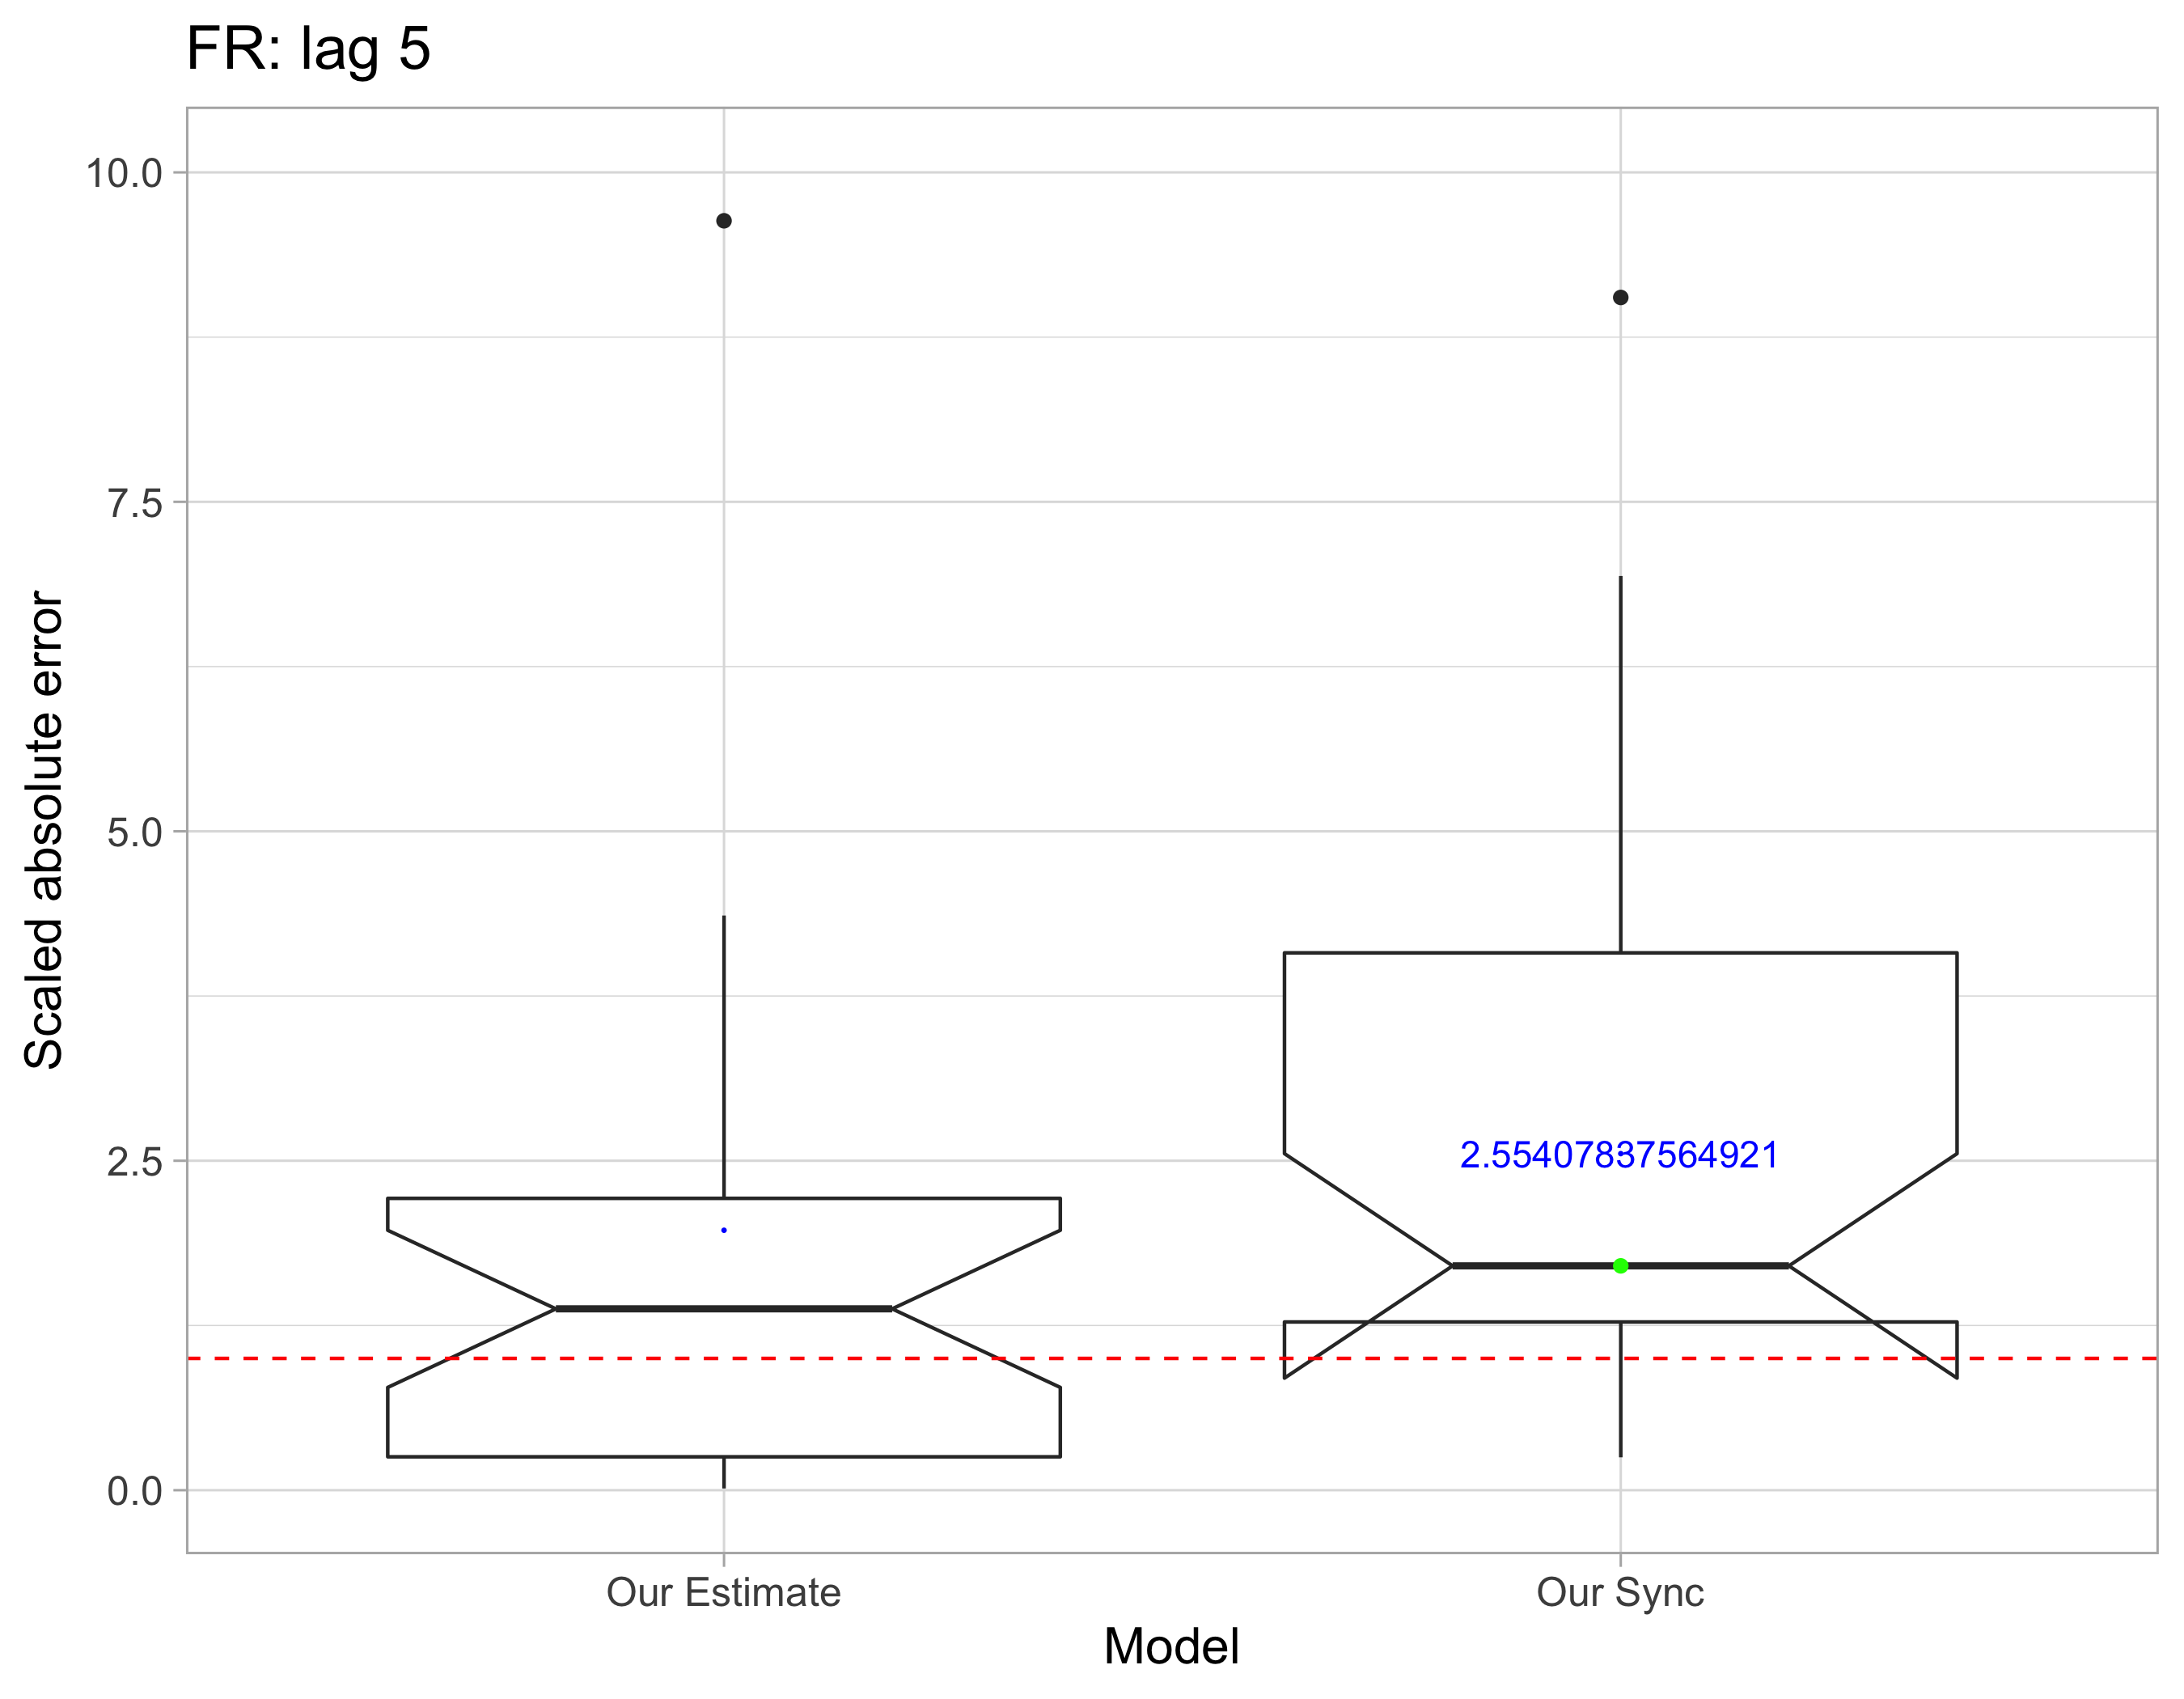 FR: lag 5
10.0
7.5
5.0
2.5
0.0
Scaled absolute error
2.55407837564921
Our Estimate
Our Sync
Model